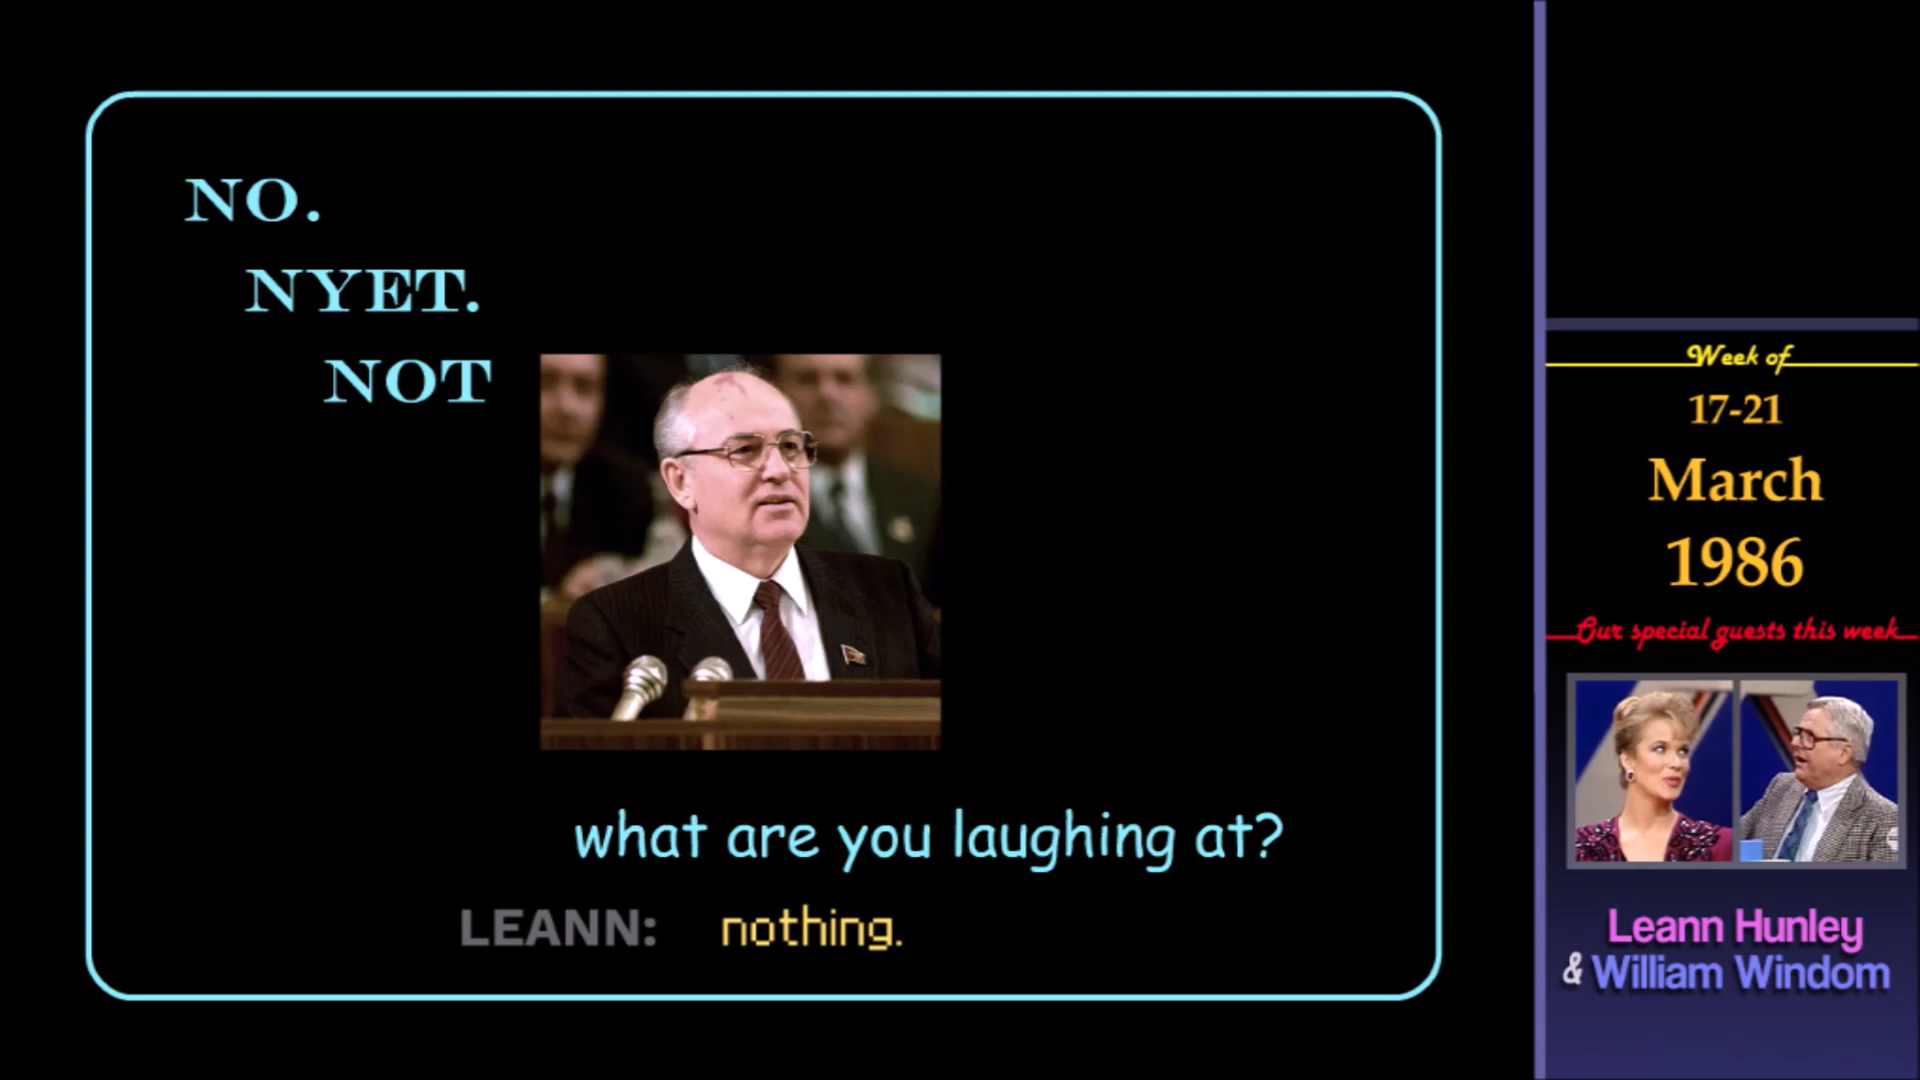 NO.
NYET.
NOT
what are you laughing at?
LEANN: nothing.
Week of
17-21
March
1986
Our special guests this week
Leann Hunley
& William Windom